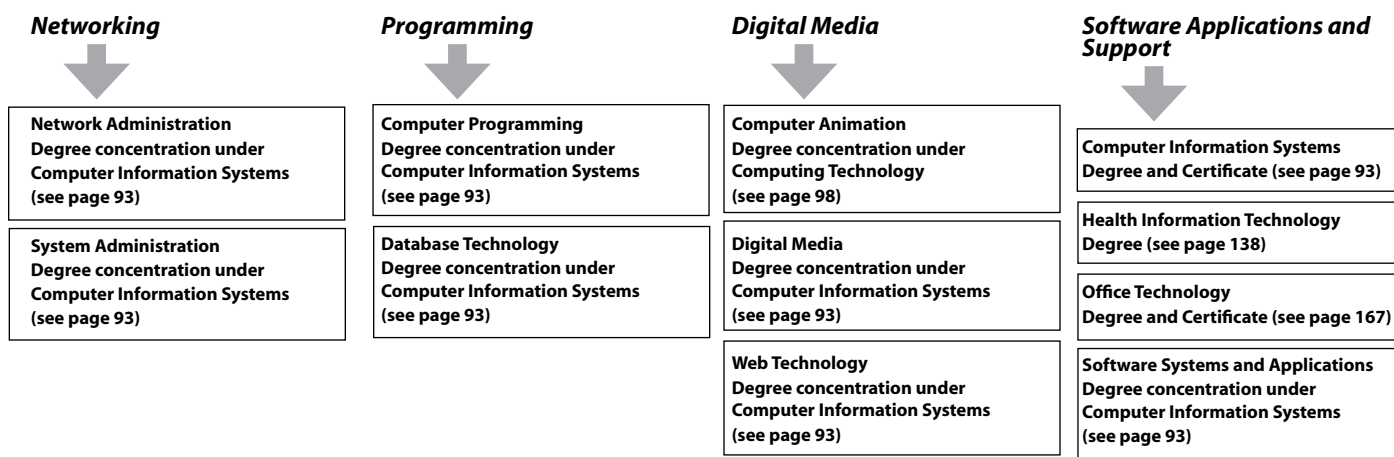 Networking
Network Administration
Degree concentration under
Computer Information Systems
(see page 93)
System Administration
Degree concentration under
Computer Information Systems
(see page 93)
Programming
Computer Programming
Degree concentration under
Computer Information Systems
(see page 93)
Database Technology
Degree concentration under
Computer Information Systems
(see page 93)
Digital Media
Computer Animation
Degree concentration under
Computing Technology
(see page 98)
Digital Media
Degree concentration under
Computer Information Systems
(see page 93)
Web Technology
Degree concentration under
Computer Information Systems
(see page 93)
Software Applications and
Support
Computer Information Systems
Degree and Certificate (see page 93)
Health Information Technology
Degree (see page 138)
Office Technology
Degree and Certificate (see page 167)
Software Systems and Applications
Degree concentration under
Computer Information Systems
(see page 93)